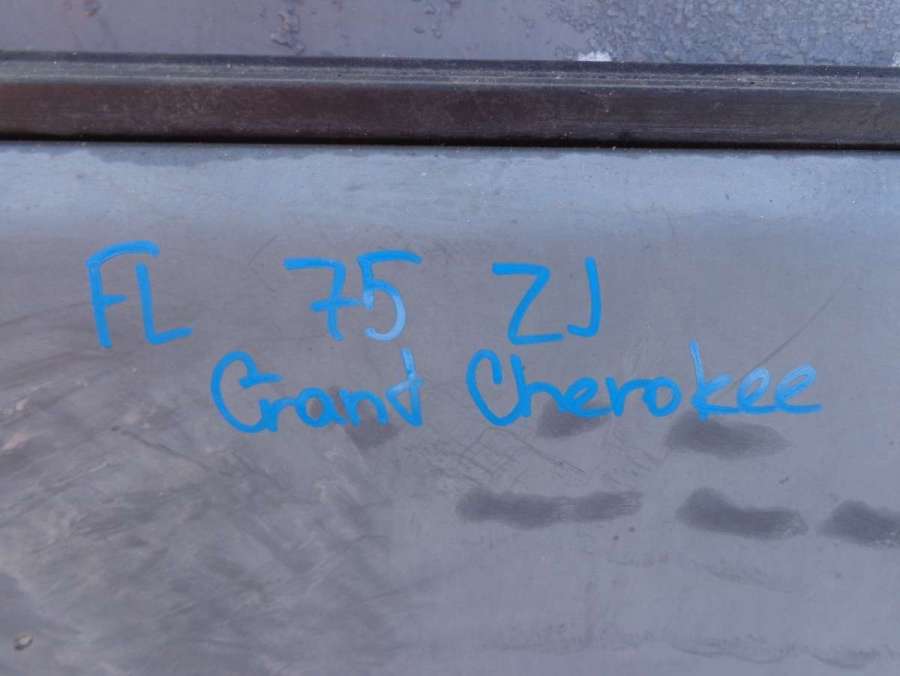 FL 75 ZJ
Grand Cherokee